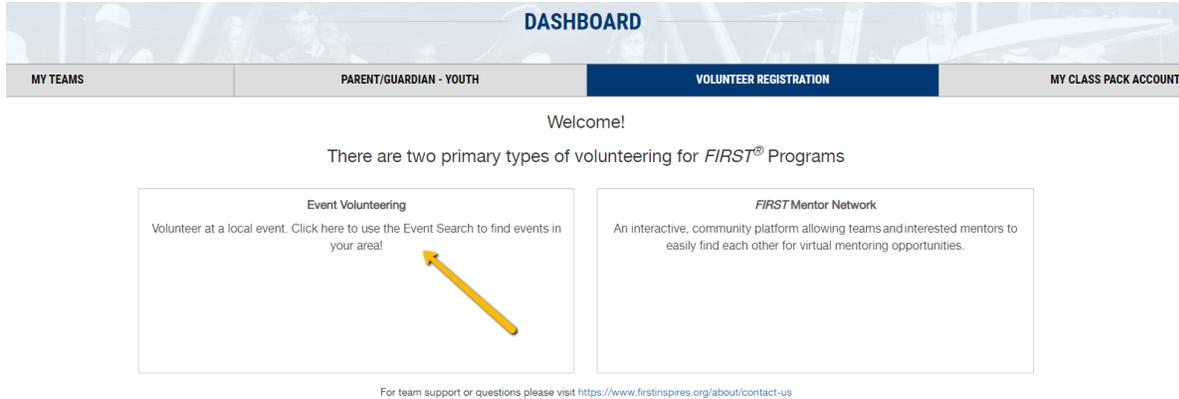 DASHBOARD
MY TEAMS
PARENT/GUARDIAN - YOUTH
VOLUNTEER REGISTRATION
MY CLASS PACK ACCOUNT
Welcome!
There are two primary types of volunteering for FIRST® Programs
Event Volunteering
Volunteer at a local event. Click here to use the Event Search to find events in
your area!
FIRST Mentor Network
An interactive, community platform allowing teams and interested mentors to
easily find each other for virtual mentoring opportunities.
For team support or questions please visit https://www.firstinspires.org/about/contact-us